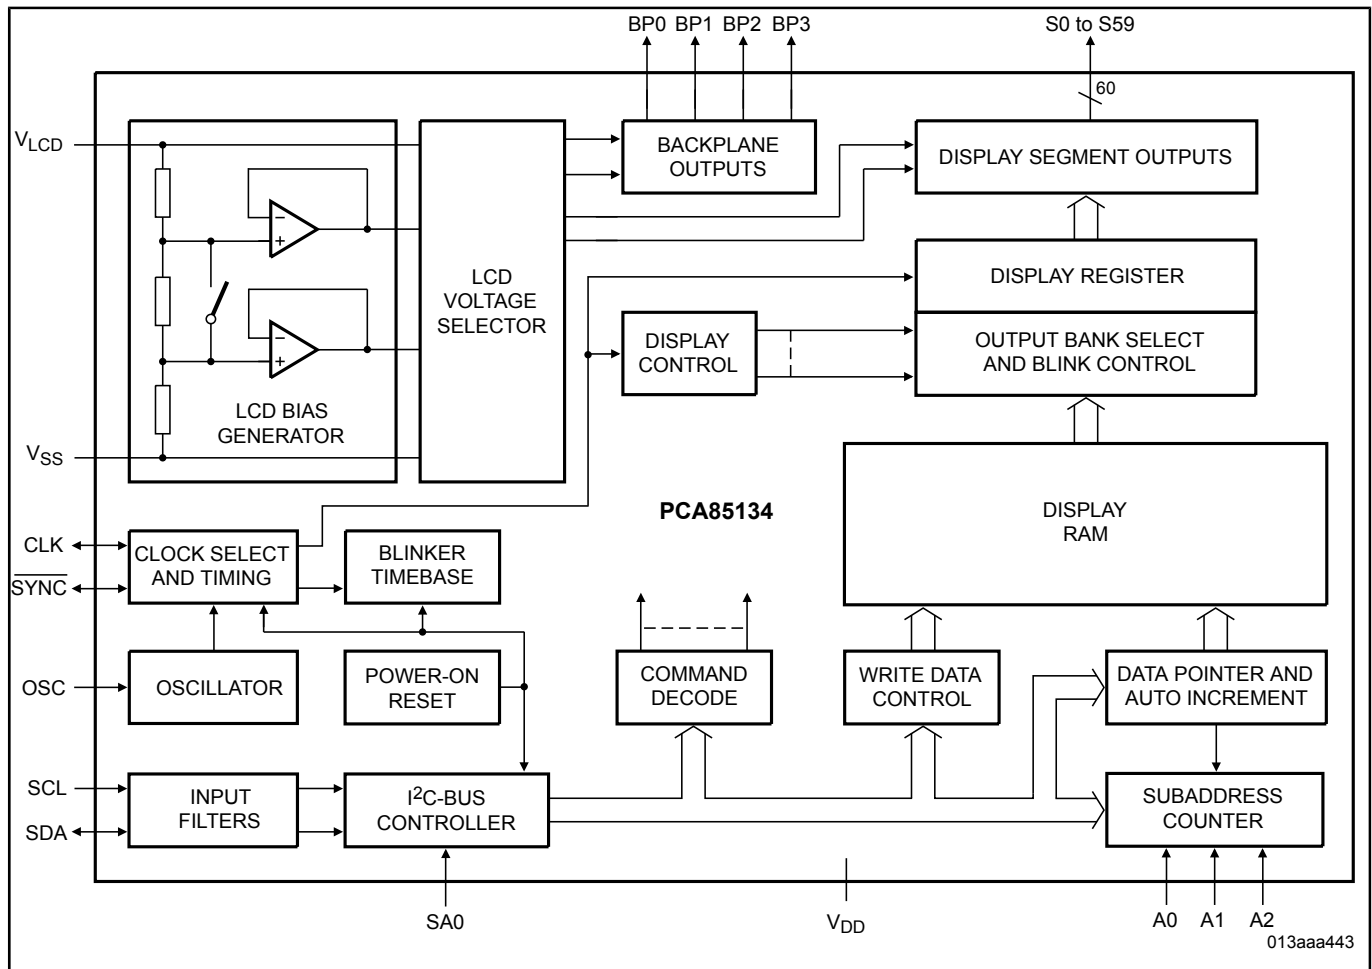 BP0 BP1 BP2 BP3
S0 to S59
60
VLCD
BACKPLANE
OUTPUTS
DISPLAY SEGMENT OUTPUTS
−
+
LCD
VOLTAGE
SELECTOR
DISPLAY REGISTER
−
+
DISPLAY
CONTROL
OUTPUT BANK SELECT
AND BLINK CONTROL
LCD BIAS
GENERATOR
VSS
PCA85134
DISPLAY
RAM
CLK
SYNC
CLOCK SELECT
AND TIMING
BLINKER
TIMEBASE
OSC
OSCILLATOR
POWER-ON
RESET
COMMAND
DECODE
WRITE DATA
CONTROL
DATA POINTER AND
AUTO INCREMENT
SCL
SDA
INPUT
FILTERS
I2C-BUS
CONTROLLER
SUBADDRESS
COUNTER
SA0
VDD
A0 A1 A2
013aaa443